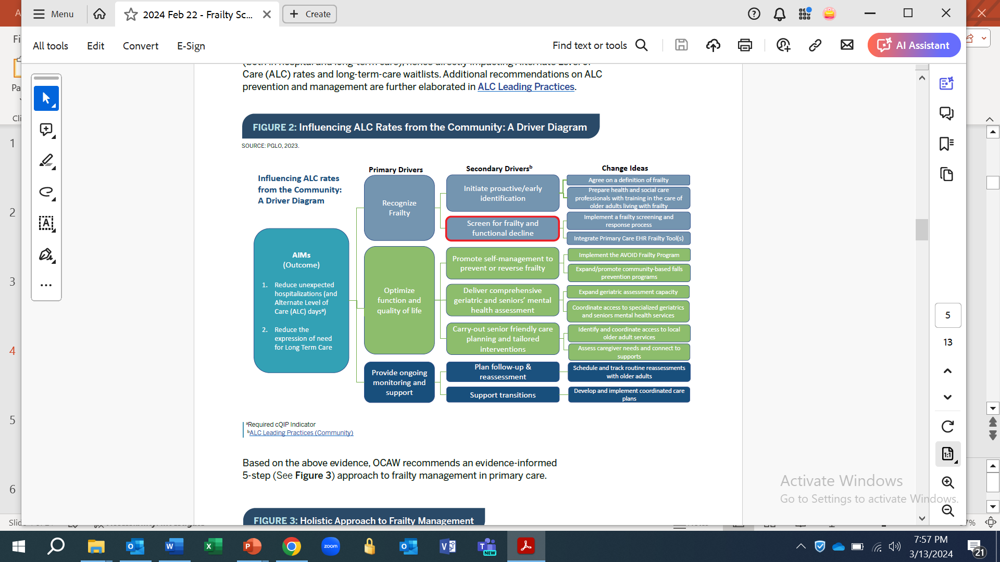 Menu
2024 Feb 22 - Frailty Sc...
Create
All tools
Edit
Convert
E-Sign
Find text or tools
AI Assistant
Fi
Pa
Cli
1
2
3
4
5
6
Care (ALC) rates and long-term-care waitlists. Additional recommendations on ALC
prevention and management are further elaborated in ALC Leading Practices.
FIGURE 2: Influencing ALC Rates from the Community: A Driver Diagram
SOURCE: PGLO, 2023.
Influencing ALC rates
from the Community:
A Driver Diagram
Primary Drivers
Secondary Driversᵇ
Change Ideas
AIMs
(Outcome)
1. Reduce unexpected
hospitalizations (and
Alternate Level of
Care (ALC) daysᵃ)
2. Reduce the
expression of need
for Long Term Care
Recognize
Frailty
Optimize
function and
quality of life
Provide ongoing
monitoring and
support
Initiate proactive/early
identification
Screen for frailty and
functional decline
Promote self-management to
prevent or reverse frailty
Deliver comprehensive
geriatric and seniors’ mental
health assessment
Carry-out senior friendly care
planning and tailored
interventions
Plan follow-up &
reassessment
Support transitions
Agree on a definition of frailty
Prepare health and social care
professionals with training in the care of
older adults living with frailty
Implement a frailty screening and
response process
Integrate Primary Care EHR Frailty Tool(s)
Implement the AVOID Frailty Program
Expand/promote community-based falls
prevention programs
Expand geriatric assessment capacity
Coordinate access to specialized geriatrics
and seniors mental health services
Identify and coordinate access to local
older adult services
Assess caregiver needs and connect to
supports
Schedule and track routine reassessments
with older adults
Develop and implement coordinated care
plans
ᵃRequired cQIP Indicator
ᵇALC Leading Practices (Community)
Based on the above evidence, OCAW recommends an evidence-informed
5-step (See Figure 3) approach to frailty management in primary care.
FIGURE 3: Holistic Approach to Frailty Management
5
13
1:1
Activate Windows
Go to Settings to activate Windows.
zoom
NEW
7:57 PM
3/13/2024
21